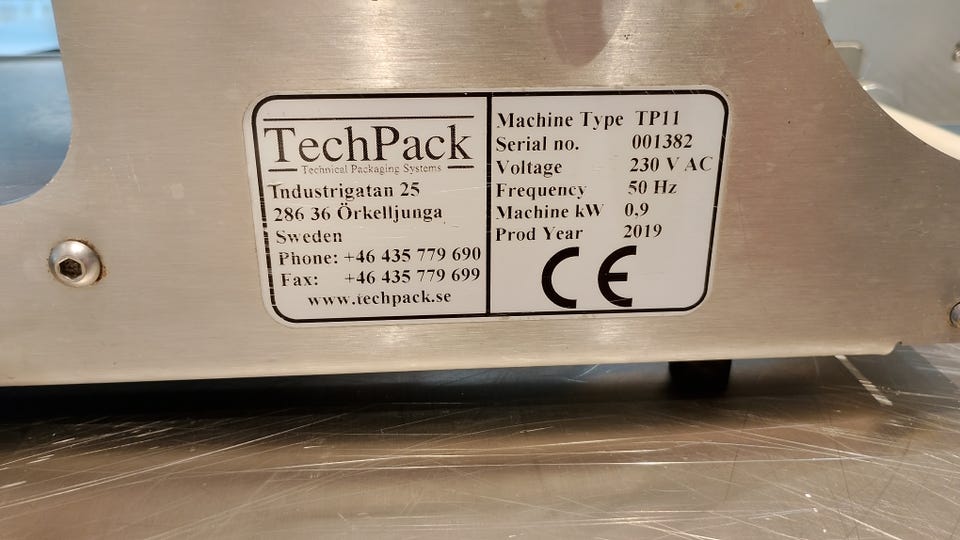 TechPack
Technical Packaging Systems
Industrigatan 25
286 36 Örkelljunga
Sweden
Phone: +46 435 779 690
Fax: +46 435 779 699
www.techpack.se
Machine Type TP11
Serial no. 001382
Voltage 230 V AC
Frequency 50 Hz
Machine kW 0,9
Prod Year 2019
CE